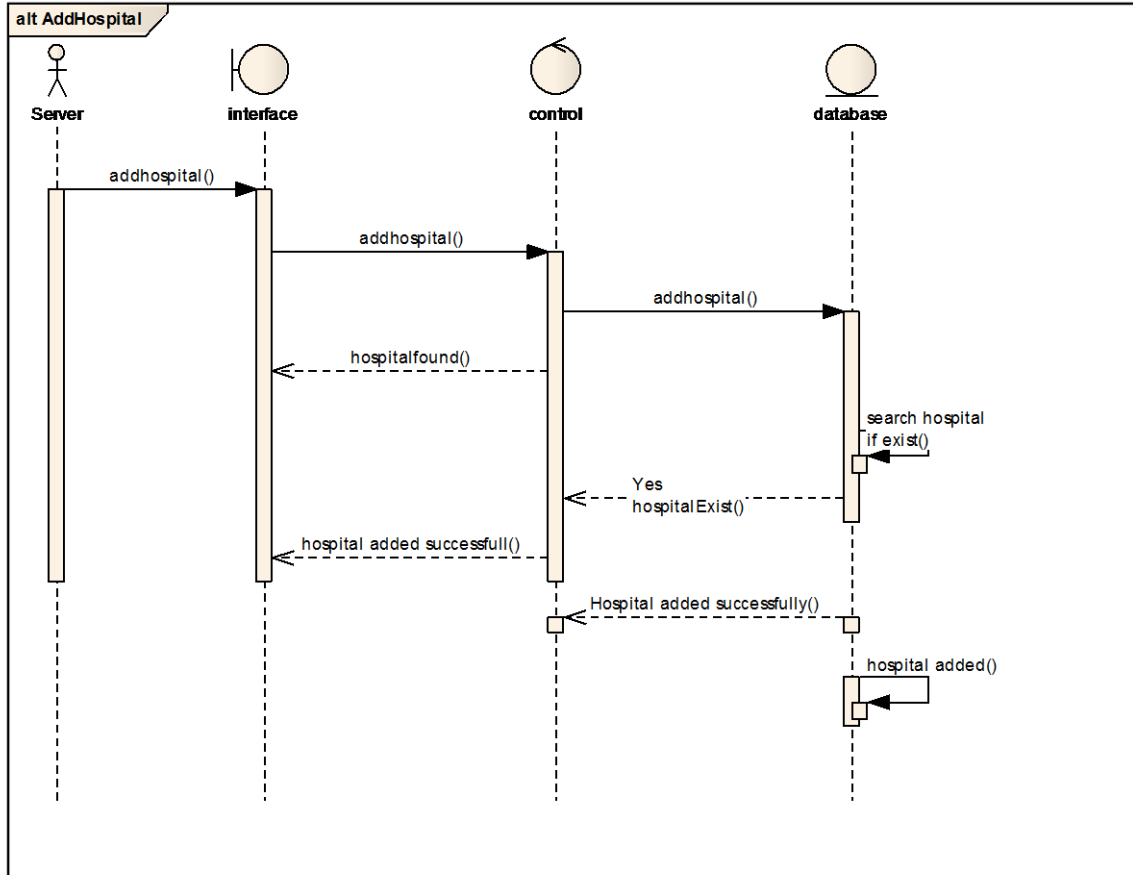 alt AddHospital
Server
interface
control
database
addhospital()
addhospital()
addhospital()
hospitalfound()
search hospital
if exist()
Yes
hospitalExist()
hospital added successfull()
Hospital added successfully()
hospital added()